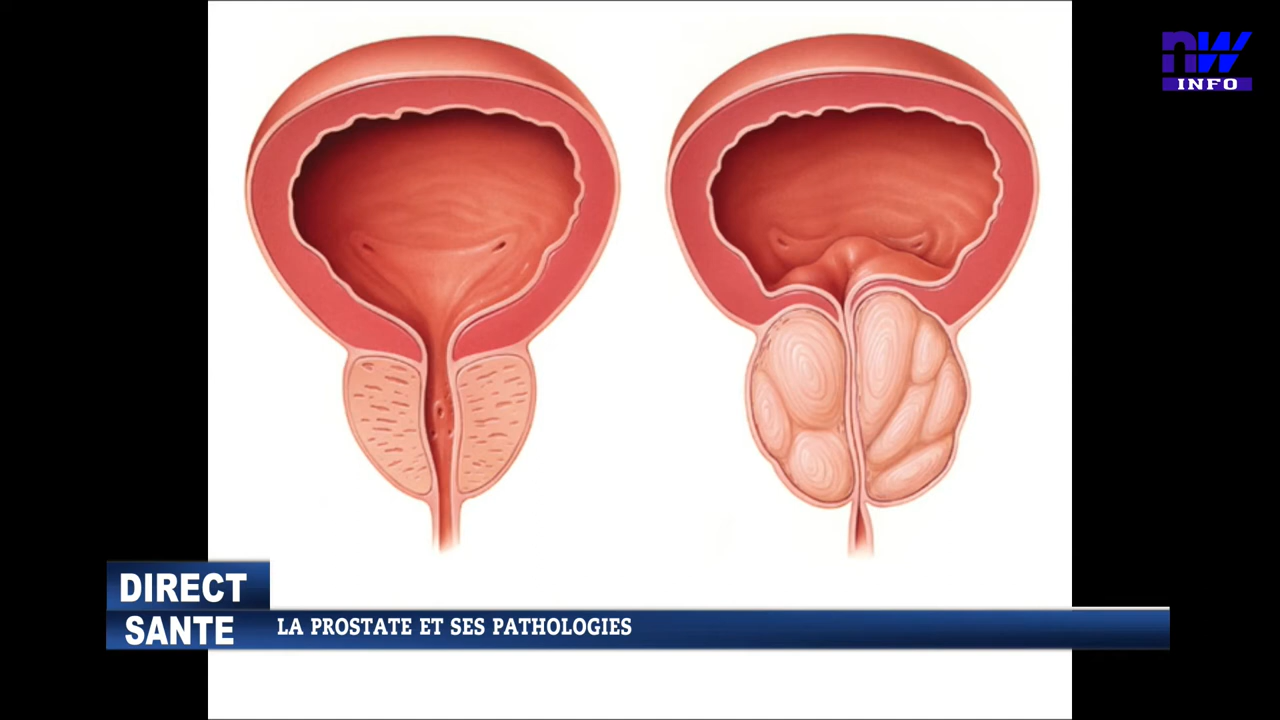 nw
INFO
DIRECT
SANTE
LA PROSTATE ET SES PATHOLOGIES